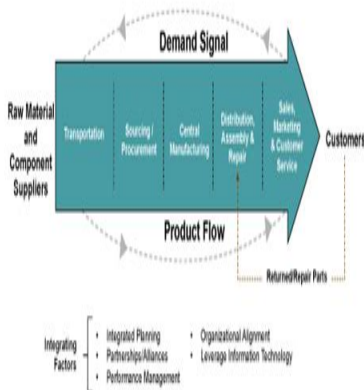 Demand Signal
Raw Material
and
Component
Suppliers
Transportation
Sourcing /
Procurement
Central
Manufacturing
Distribution,
Assembly &
Repair
Sales,
Marketing
& Customer
Service
Customers
Product Flow
Returned/Repair Parts
Integrating
Factors
• Integrated Planning
• Partnerships/Alliances
• Performance Management
• Organizational Alignment
• Leverage Information Technology